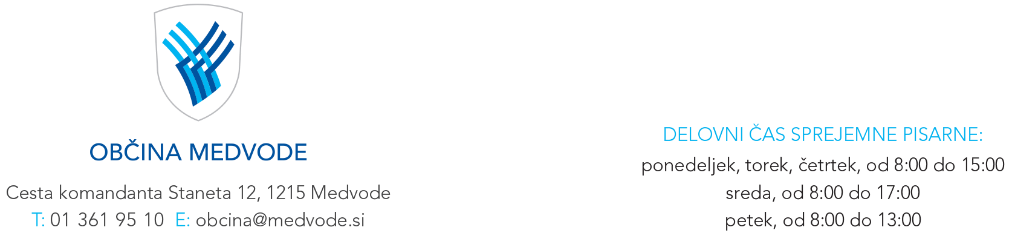 OBČINA MEDVODE
Cesta komandanta Staneta 12, 1215 Medvode
T: 01 361 95 10 E: obcina@medvode.si
DELOVNI ČAS SPREJEMNE PISARNE:
ponedeljek, torek, četrtek, od 8:00 do 15:00
sreda, od 8:00 do 17:00
petek, od 8:00 do 13:00